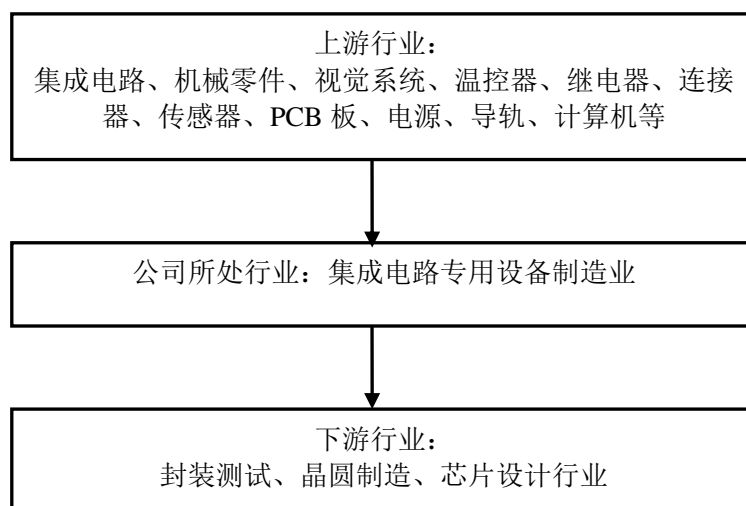 上游行业：
集成电路、机械零件、视觉系统、温控器、继电器、连接
器、传感器、PCB 板、电源、导轨、计算机等
公司所处行业：集成电路专用设备制造业
下游行业：
封装测试、晶圆制造、芯片设计行业